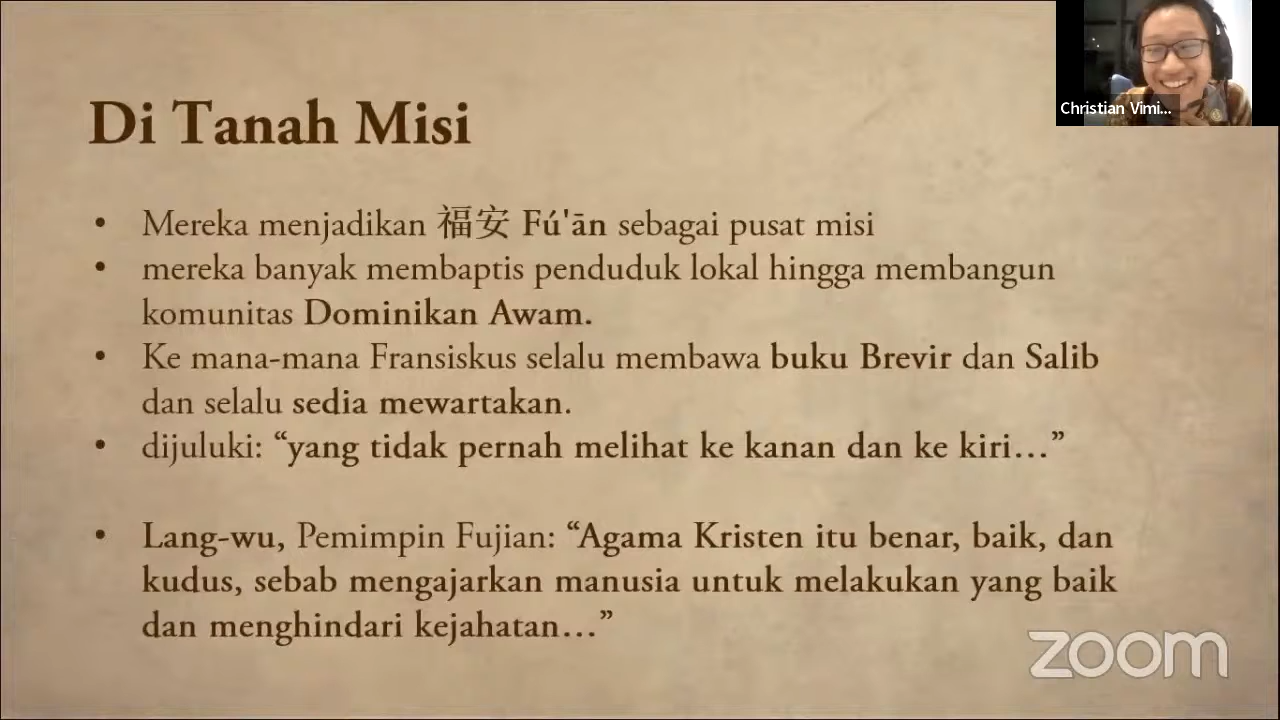 Christian Vimi...
Di Tanah Misi
• Mereka menjadikan 福安 Fú'ān sebagai pusat misi
• mereka banyak membaptis penduduk lokal hingga membangun
komunitas Dominikan Awam.
• Ke mana-mana Fransiskus selalu membawa buku Brevir dan Salib
dan selalu sedia mewartakan.
• dijuluki: “yang tidak pernah melihat ke kanan dan ke kiri…”
• Lang-wu, Pemimpin Fujian: “Agama Kristen itu benar, baik, dan
kudus, sebab mengajarkan manusia untuk melakukan yang baik
dan menghindari kejahatan…”
zoom